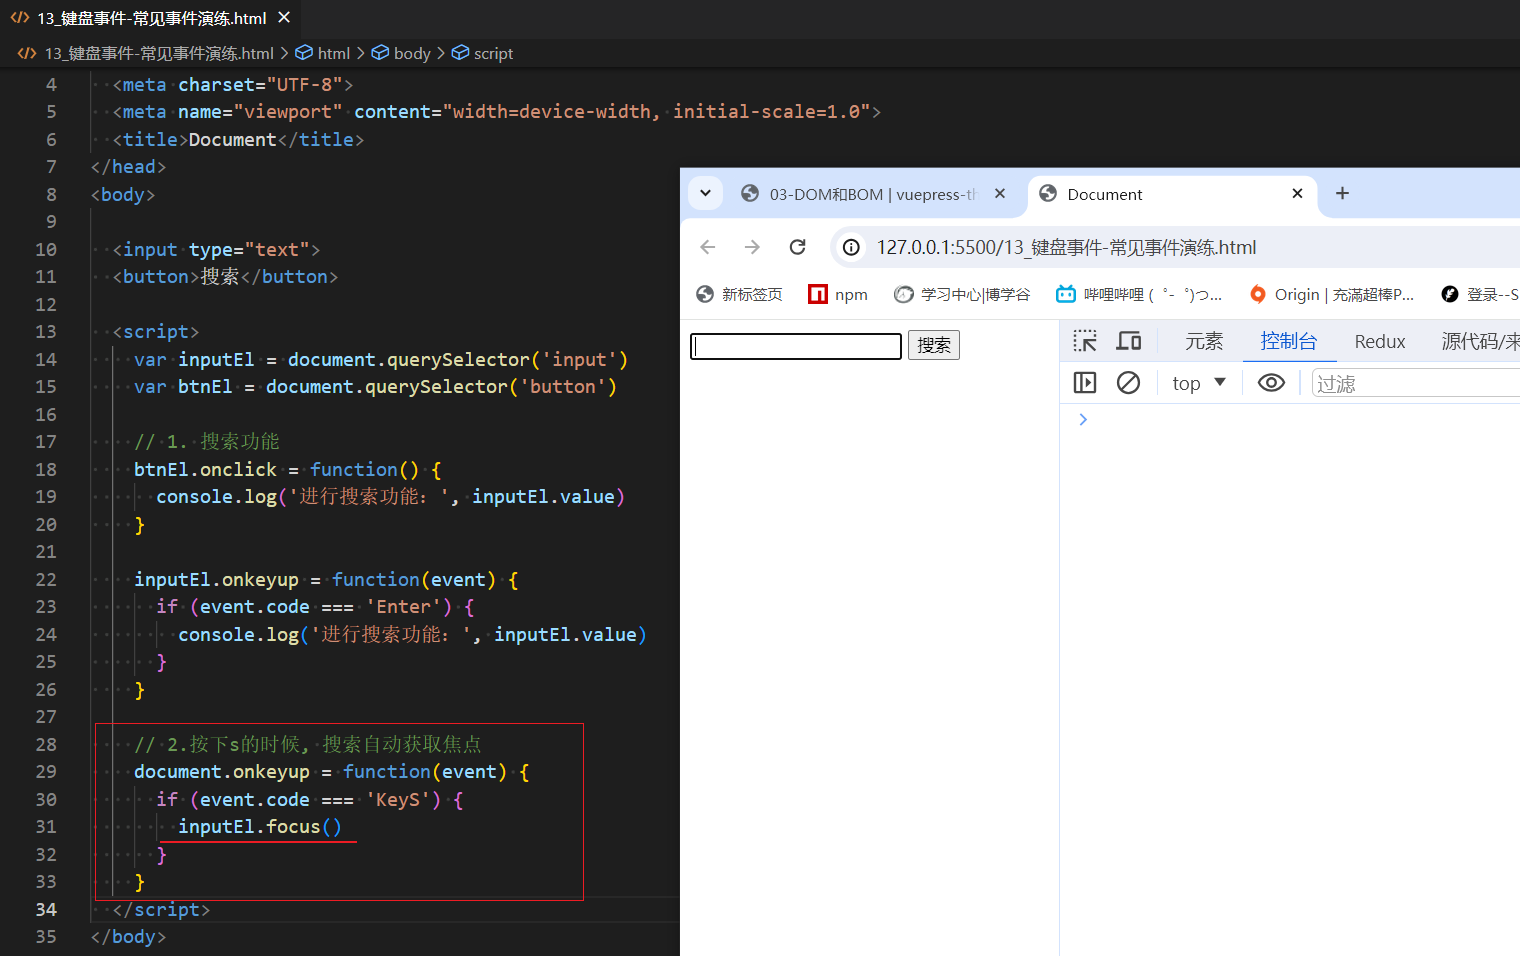 13_键盘事件-常见事件演练.html
13_键盘事件-常见事件演练.html > html > body > script
4 <meta charset="UTF-8">
5 <meta name="viewport" content="width=device-width, initial-scale=1.0">
6 <title>Document</title>
7 </head>
8 <body>
9
10 <input type="text">
11 <button>搜索</button>
12
13 <script>
14 var inputEl = document.querySelector('input')
15 var btnEl = document.querySelector('button')
16
17 // 1. 搜索功能
18 btnEl.onclick = function() {
19 console.log('进行搜索功能: ', inputEl.value)
20 }
21
22 inputEl.onkeyup = function(event) {
23 if (event.code === 'Enter') {
24 console.log('进行搜索功能: ', inputEl.value)
25 }
26 }
27
28 // 2.按下s的时候, 搜索自动获取焦点
29 document.onkeyup = function(event) {
30 if (event.code === 'KeyS') {
31 inputEl.focus()
32 }
33 }
34 </script>
35 </body>
03-DOM和BOM | vuepress-th
Document
127.0.0.1:5500/13_键盘事件-常见事件演练.html
新标签页 npm 学习中心|博学谷 哔哩哔哩 (゜-゜)つ... Origin | 充滿超棒P... 登录--S
搜索
元素 控制台 Redux 源代码/来
top 过滤